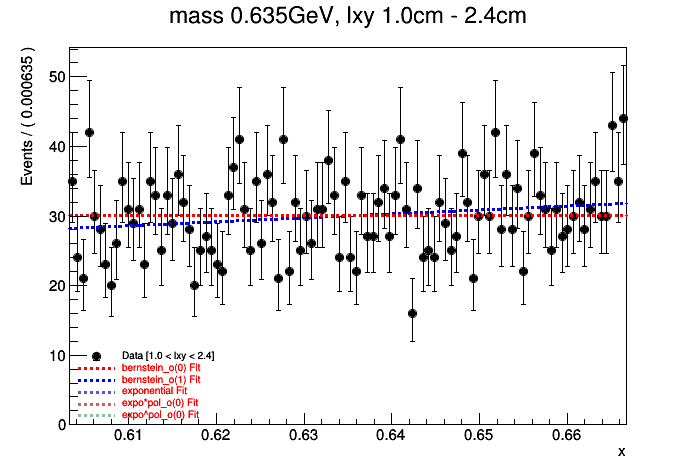 mass 0.635GeV, lxy 1.0cm - 2.4cm
Events / ( 0.000635 )
50
40
30
20
10
0
Data [1.0 < lxy < 2.4]
bernstein_o(0) Fit
bernstein_o(1) Fit
exponential Fit
expo*pol_o(0) Fit
expo^pol_o(0) Fit
0.61 0.62 0.63 0.64 0.65 0.66
x